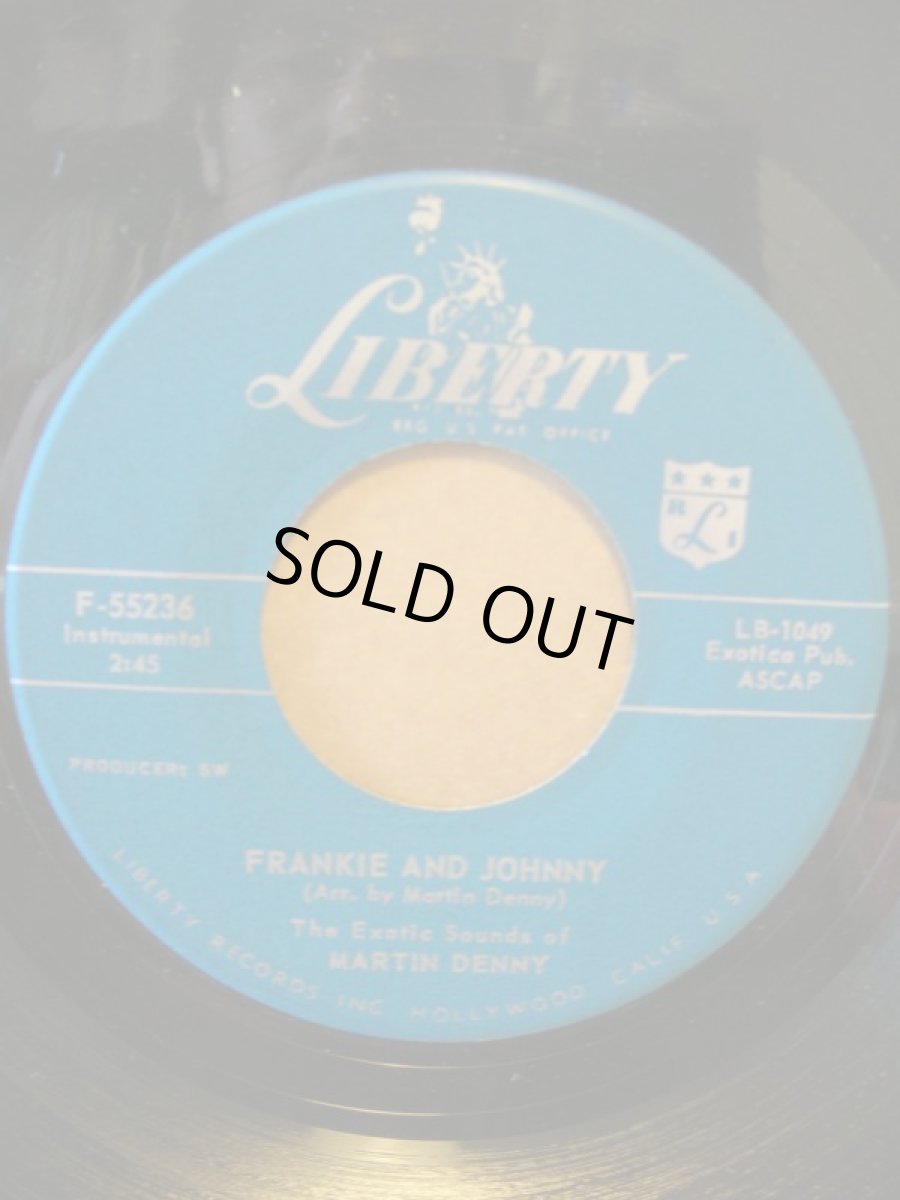 LIBERTY
REG U.S PAT OFFICE
F-55236
Instrumental
2:45
LB-1049
Exotica Pub.
ASCAP
SOLD OUT
PRODUCER: SW
FRANKIE AND JOHNNY
(Arr. by Martin Denny)
The Exotic Sounds of
MARTIN DENNY
LIBERTY RECORDS INC HOLLYWOOD CALIF U.S.A